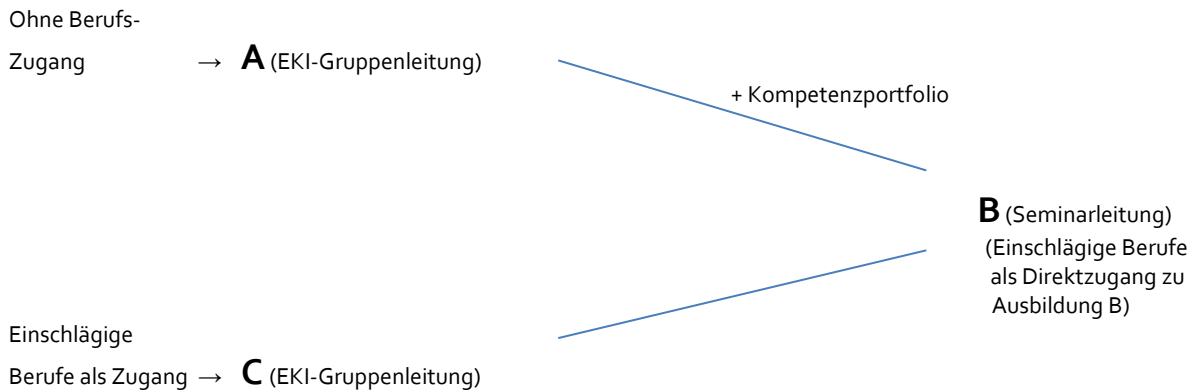 Ohne Berufs-
Zugang → A (EKI-Gruppenleitung)
+ Kompetenzportfolio
B (Seminarleitung)
(Einschlägige Berufe
als Direktzugang zu
Ausbildung B)
Einschlägige
Berufe als Zugang → C (EKI-Gruppenleitung)